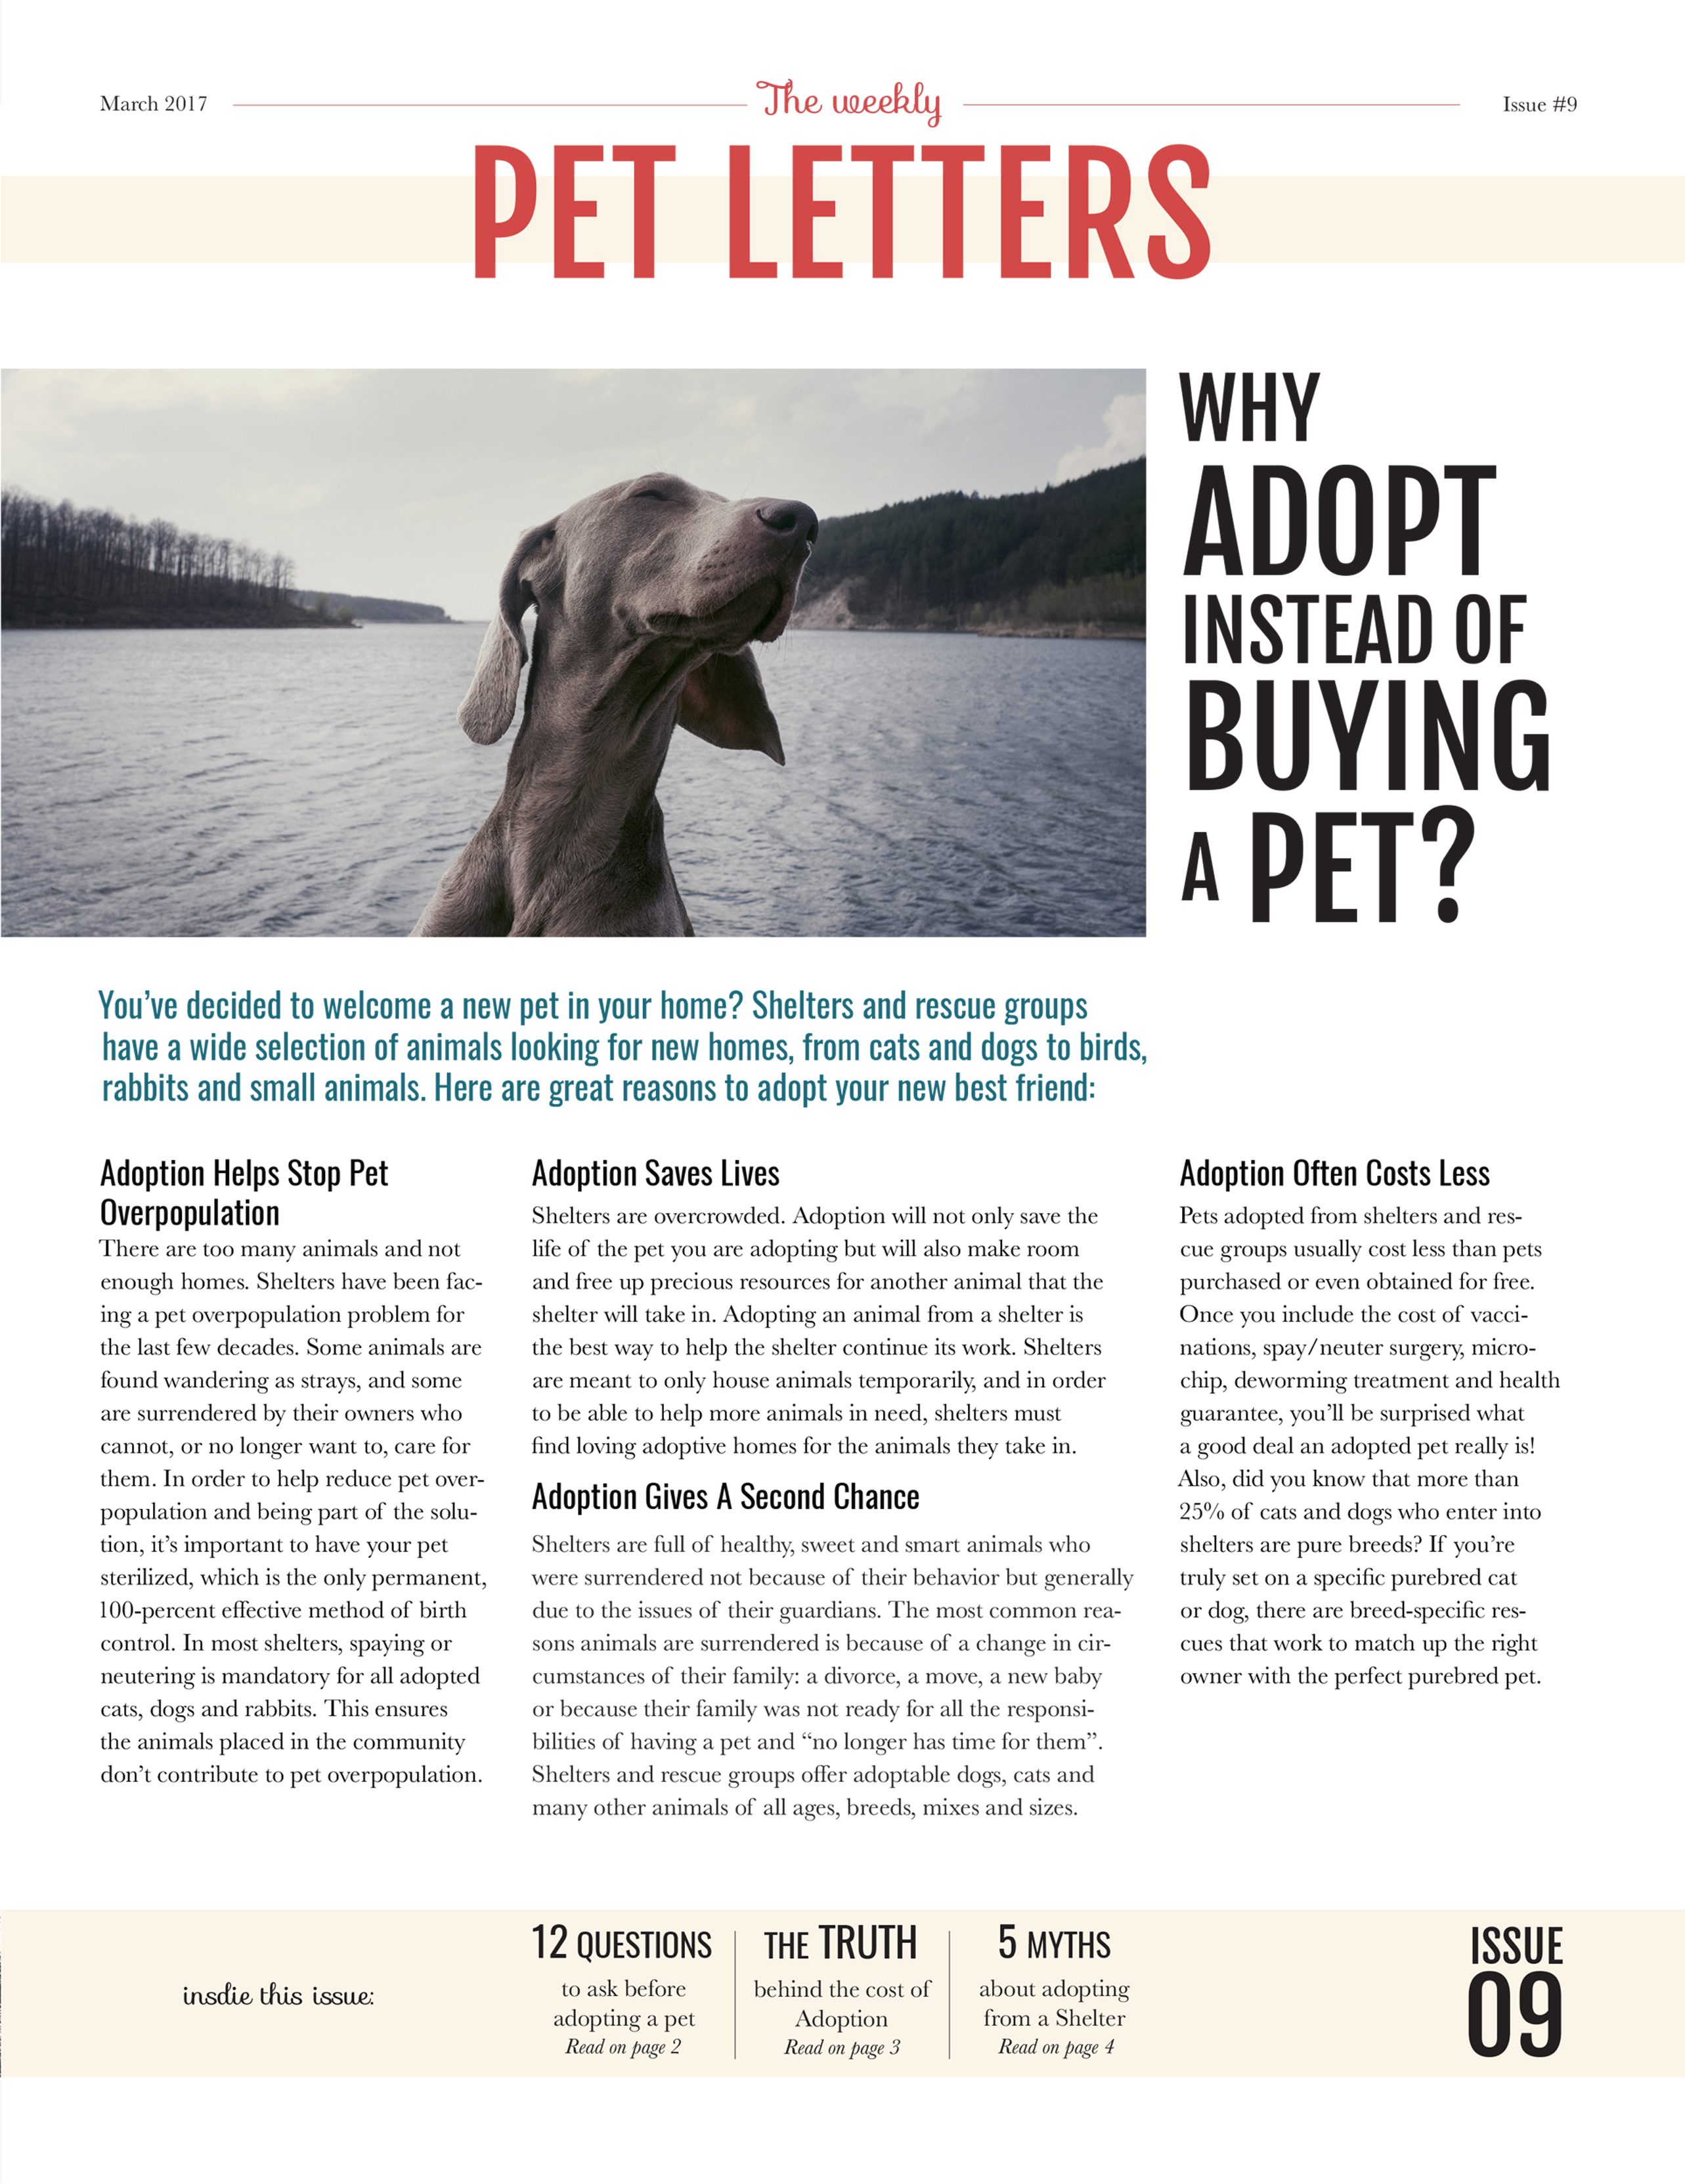 March 2017
The weekly
Issue #9
PET LETTERS
WHY
ADOPT
INSTEAD OF
BUYING
A PET?
You’ve decided to welcome a new pet in your home? Shelters and rescue groups
have a wide selection of animals looking for new homes, from cats and dogs to birds,
rabbits and small animals. Here are great reasons to adopt your new best friend:
Adoption Helps Stop Pet
Overpopulation
There are too many animals and not
enough homes. Shelters have been fac-
ing a pet overpopulation problem for
the last few decades. Some animals are
found wandering as strays, and some
are surrendered by their owners who
cannot, or no longer want to, care for
them. In order to help reduce pet over-
population and being part of the solu-
tion, it’s important to have your pet
sterilized, which is the only permanent,
100-percent effective method of birth
control. In most shelters, spaying or
neutering is mandatory for all adopted
cats, dogs and rabbits. This ensures
the animals placed in the community
don’t contribute to pet overpopulation.
Adoption Saves Lives
Shelters are overcrowded. Adoption will not only save the
life of the pet you are adopting but will also make room
and free up precious resources for another animal that the
shelter will take in. Adopting an animal from a shelter is
the best way to help the shelter continue its work. Shelters
are meant to only house animals temporarily, and in order
to be able to help more animals in need, shelters must
find loving adoptive homes for the animals they take in.
Adoption Gives A Second Chance
Shelters are full of healthy, sweet and smart animals who
were surrendered not because of their behavior but generally
due to the issues of their guardians. The most common rea-
sons animals are surrendered is because of a change in cir-
cumstances of their family: a divorce, a move, a new baby
or because their family was not ready for all the responsi-
bilities of having a pet and “no longer has time for them”.
Shelters and rescue groups offer adoptable dogs, cats and
many other animals of all ages, breeds, mixes and sizes.
Adoption Often Costs Less
Pets adopted from shelters and res-
cue groups usually cost less than pets
purchased or even obtained for free.
Once you include the cost of vacci-
nations, spay/neuter surgery, micro-
chip, deworming treatment and health
guarantee, you’ll be surprised what
a good deal an adopted pet really is!
Also, did you know that more than
25% of cats and dogs who enter into
shelters are pure breeds? If you’re
truly set on a specific purebred cat
or dog, there are breed-specific res-
cues that work to match up the right
owner with the perfect purebred pet.
insdie this issue:
12 QUESTIONS
to ask before
adopting a pet
Read on page 2
THE TRUTH
behind the cost of
Adoption
Read on page 3
5 MYTHS
about adopting
from a Shelter
Read on page 4
ISSUE
09